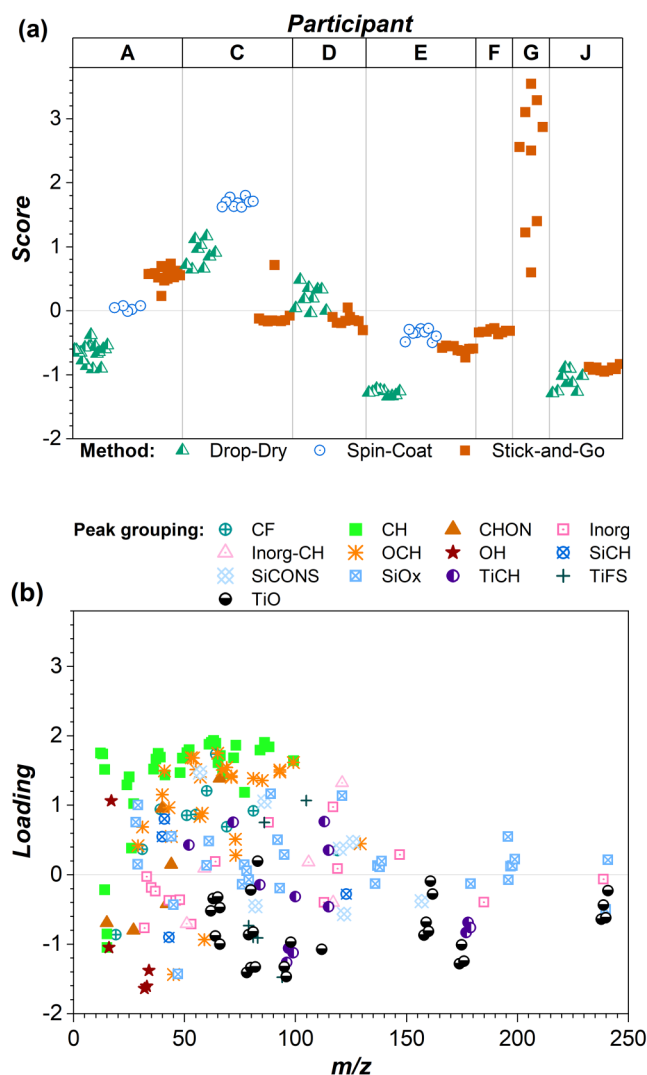 (a)
Participant
A C D E F G J
3
2
1
0
-1
-2
Score
Method: Drop-Dry Spin-Coat Stick-and-Go
Peak grouping: CF CH CHON Inorg
Inorg-CH OCH OH SiCH
SiCONS SiOx TiCH TiFS
TiO
(b)
3
2
1
0
-1
-2
Loading
0 50 100 150 200 250
m/z